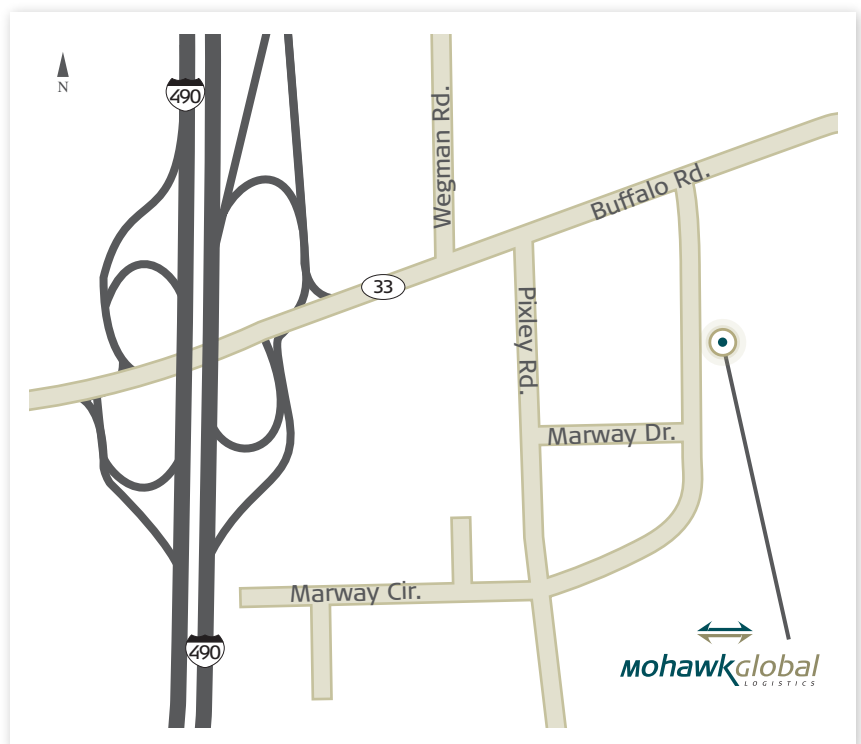 N
490
Wegman Rd.
Buffalo Rd.
33
Pixley Rd.
Marway Dr.
Marway Cir.
490
Mohawkglobal
LOGISTICS